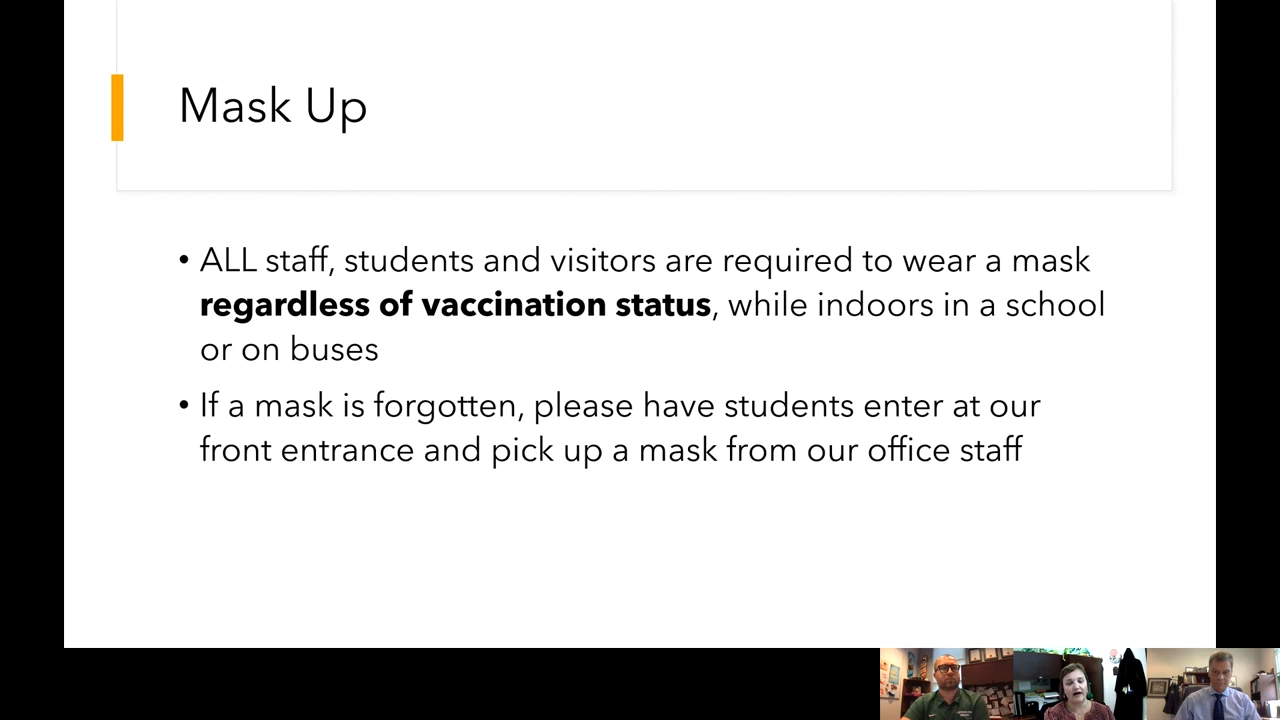 Mask Up
• ALL staff, students and visitors are required to wear a mask
regardless of vaccination status, while indoors in a school
or on buses
• If a mask is forgotten, please have students enter at our
front entrance and pick up a mask from our office staff